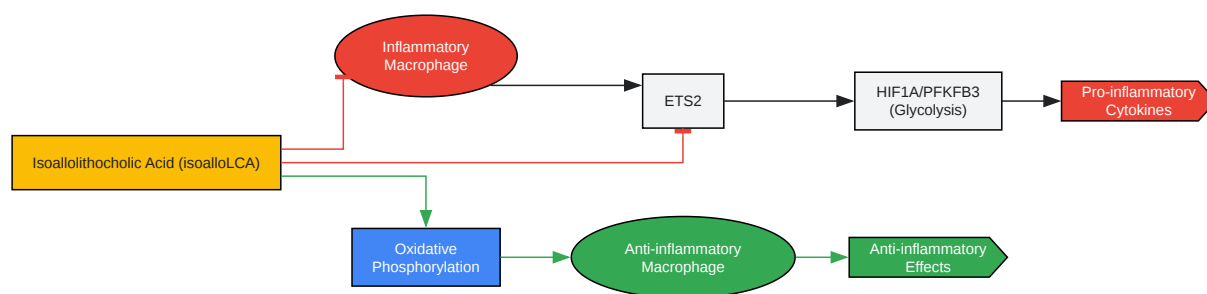 Inflammatory
Macrophage
ETS2
HIF1A/PFKFB3
(Glycolysis)
Pro-inflammatory
Cytokines
Isoallolithocholic Acid (isoalloLCA)
Oxidative
Phosphorylation
Anti-inflammatory
Macrophage
Anti-inflammatory
Effects